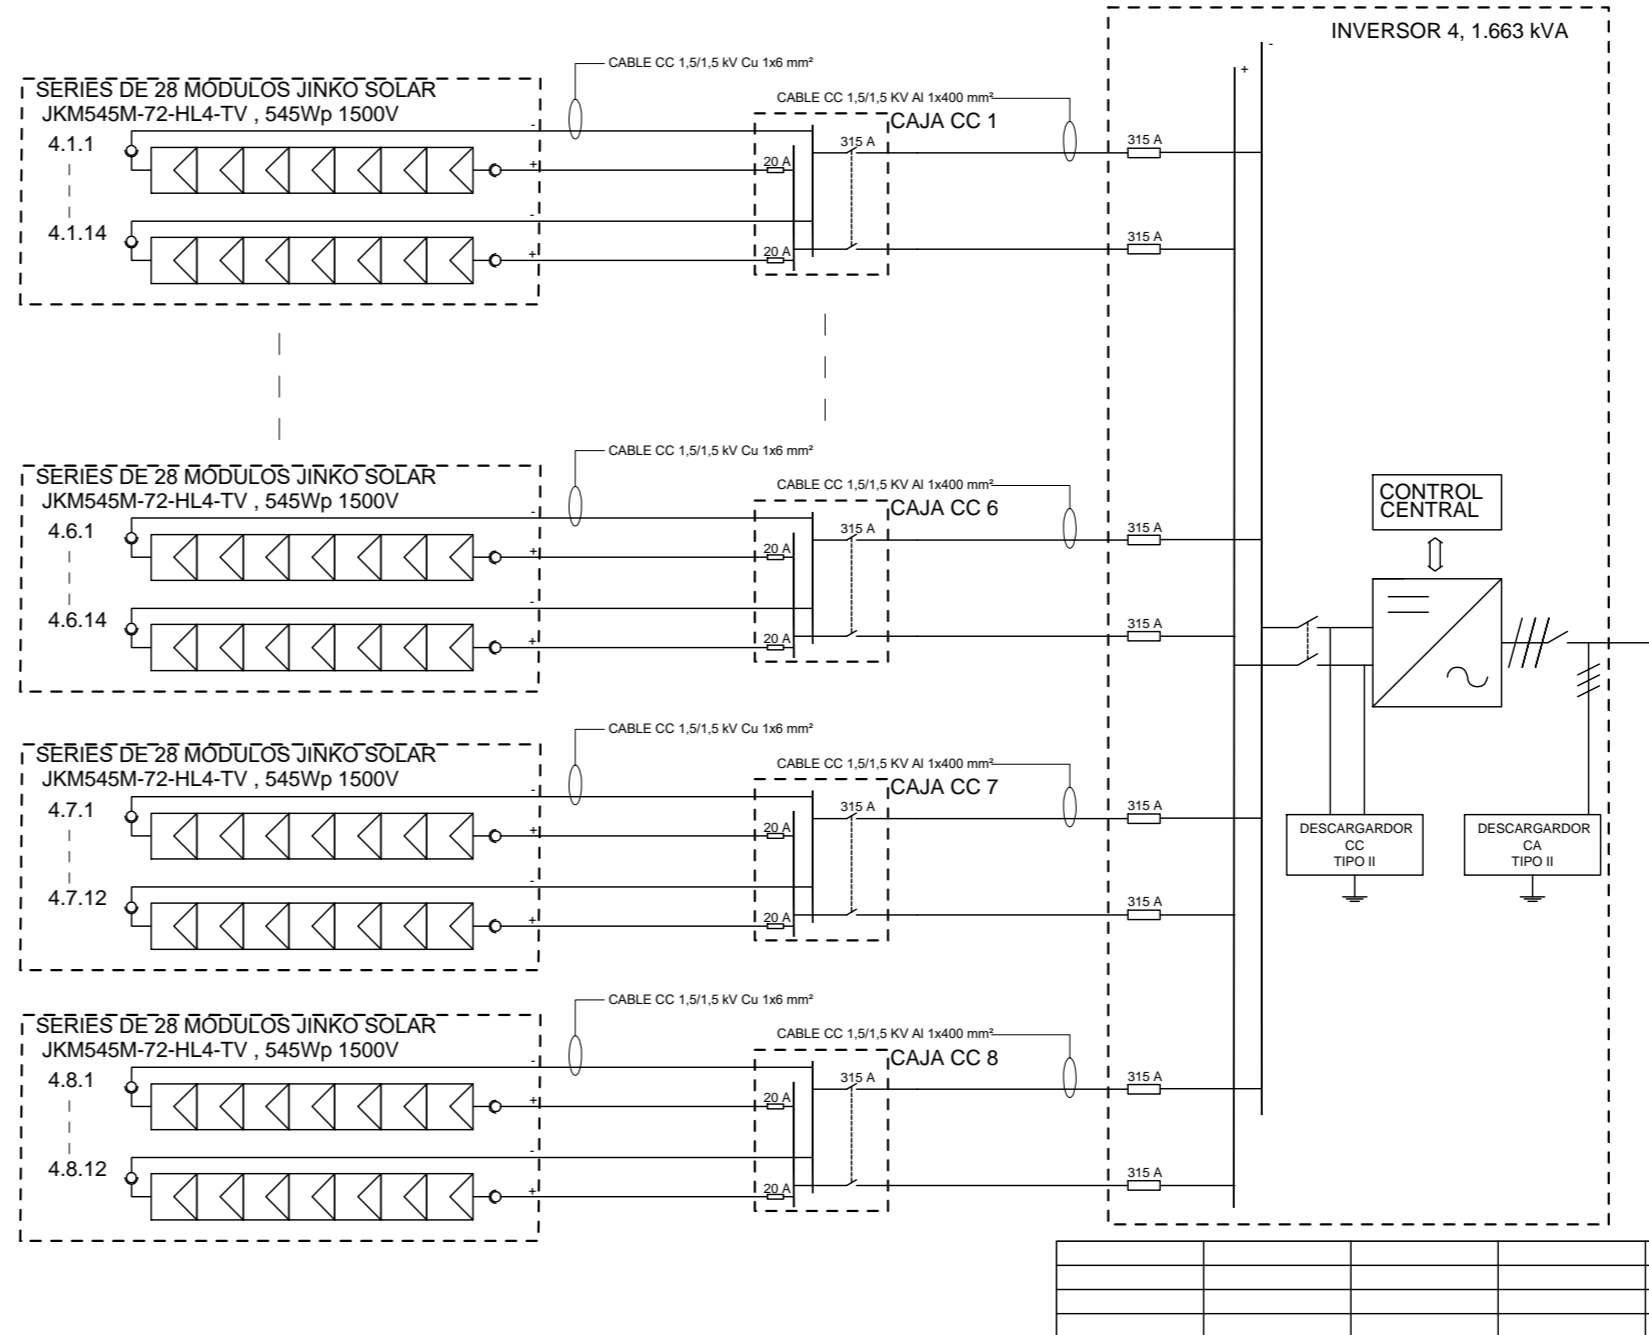 INVERSOR 4, 1.663 kVA
-
+
CABLE CC 1,5/1,5 kV Cu 1x6 mm²
SERIES DE 28 MÓDULOS JINKO SOLAR
JKM545M-72-HL4-TV , 545Wp 1500V
CABLE CC 1,5/1,5 KV Al 1x400 mm²
CAJA CC 1
4.1.1
-
+
20 A
315 A
315 A
4.1.14
-
+
20 A
315 A
CABLE CC 1,5/1,5 kV Cu 1x6 mm²
SERIES DE 28 MÓDULOS JINKO SOLAR
JKM545M-72-HL4-TV , 545Wp 1500V
CABLE CC 1,5/1,5 KV Al 1x400 mm²
CAJA CC 6
4.6.1
-
+
20 A
315 A
315 A
4.6.14
-
+
20 A
315 A
CONTROL
CENTRAL
CABLE CC 1,5/1,5 kV Cu 1x6 mm²
SERIES DE 28 MÓDULOS JINKO SOLAR
JKM545M-72-HL4-TV , 545Wp 1500V
CABLE CC 1,5/1,5 KV Al 1x400 mm²
CAJA CC 7
4.7.1
-
+
20 A
315 A
315 A
4.7.12
-
+
20 A
315 A
DESCARGARDOR
CC
TIPO II
DESCARGARDOR
CA
TIPO II
CABLE CC 1,5/1,5 kV Cu 1x6 mm²
SERIES DE 28 MÓDULOS JINKO SOLAR
JKM545M-72-HL4-TV , 545Wp 1500V
CABLE CC 1,5/1,5 KV Al 1x400 mm²
CAJA CC 8
4.8.1
-
+
20 A
315 A
315 A
4.8.12
-
+
20 A
315 A